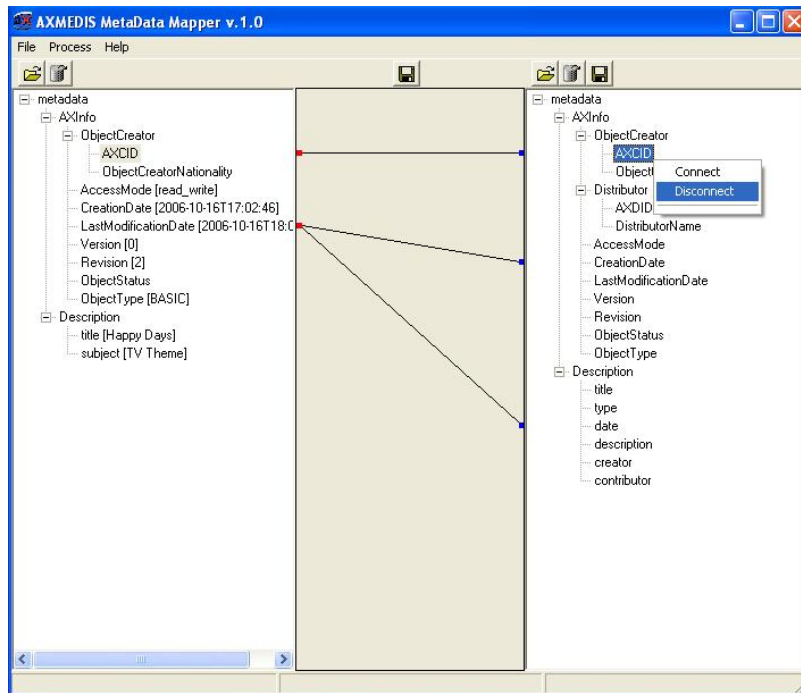 AXMEDIS MetaData Mapper v.1.0
File Process Help
metadata
AXInfo
ObjectCreator
AXCID
ObjectCreatorNationality
AccessMode [read_write]
CreationDate [2006-10-16T17:02:46]
LastModificationDate [2006-10-16T18:0
Version [0]
Revision [2]
ObjectStatus
ObjectType [BASIC]
Description
title [Happy Days]
subject [TV Theme]
metadata
AXInfo
ObjectCreator
AXCID
Object
Connect
Disconnect
Distributor
AXDID
DistributorName
AccessMode
CreationDate
LastModificationDate
Version
Revision
ObjectStatus
ObjectType
Description
title
type
date
description
creator
contributor